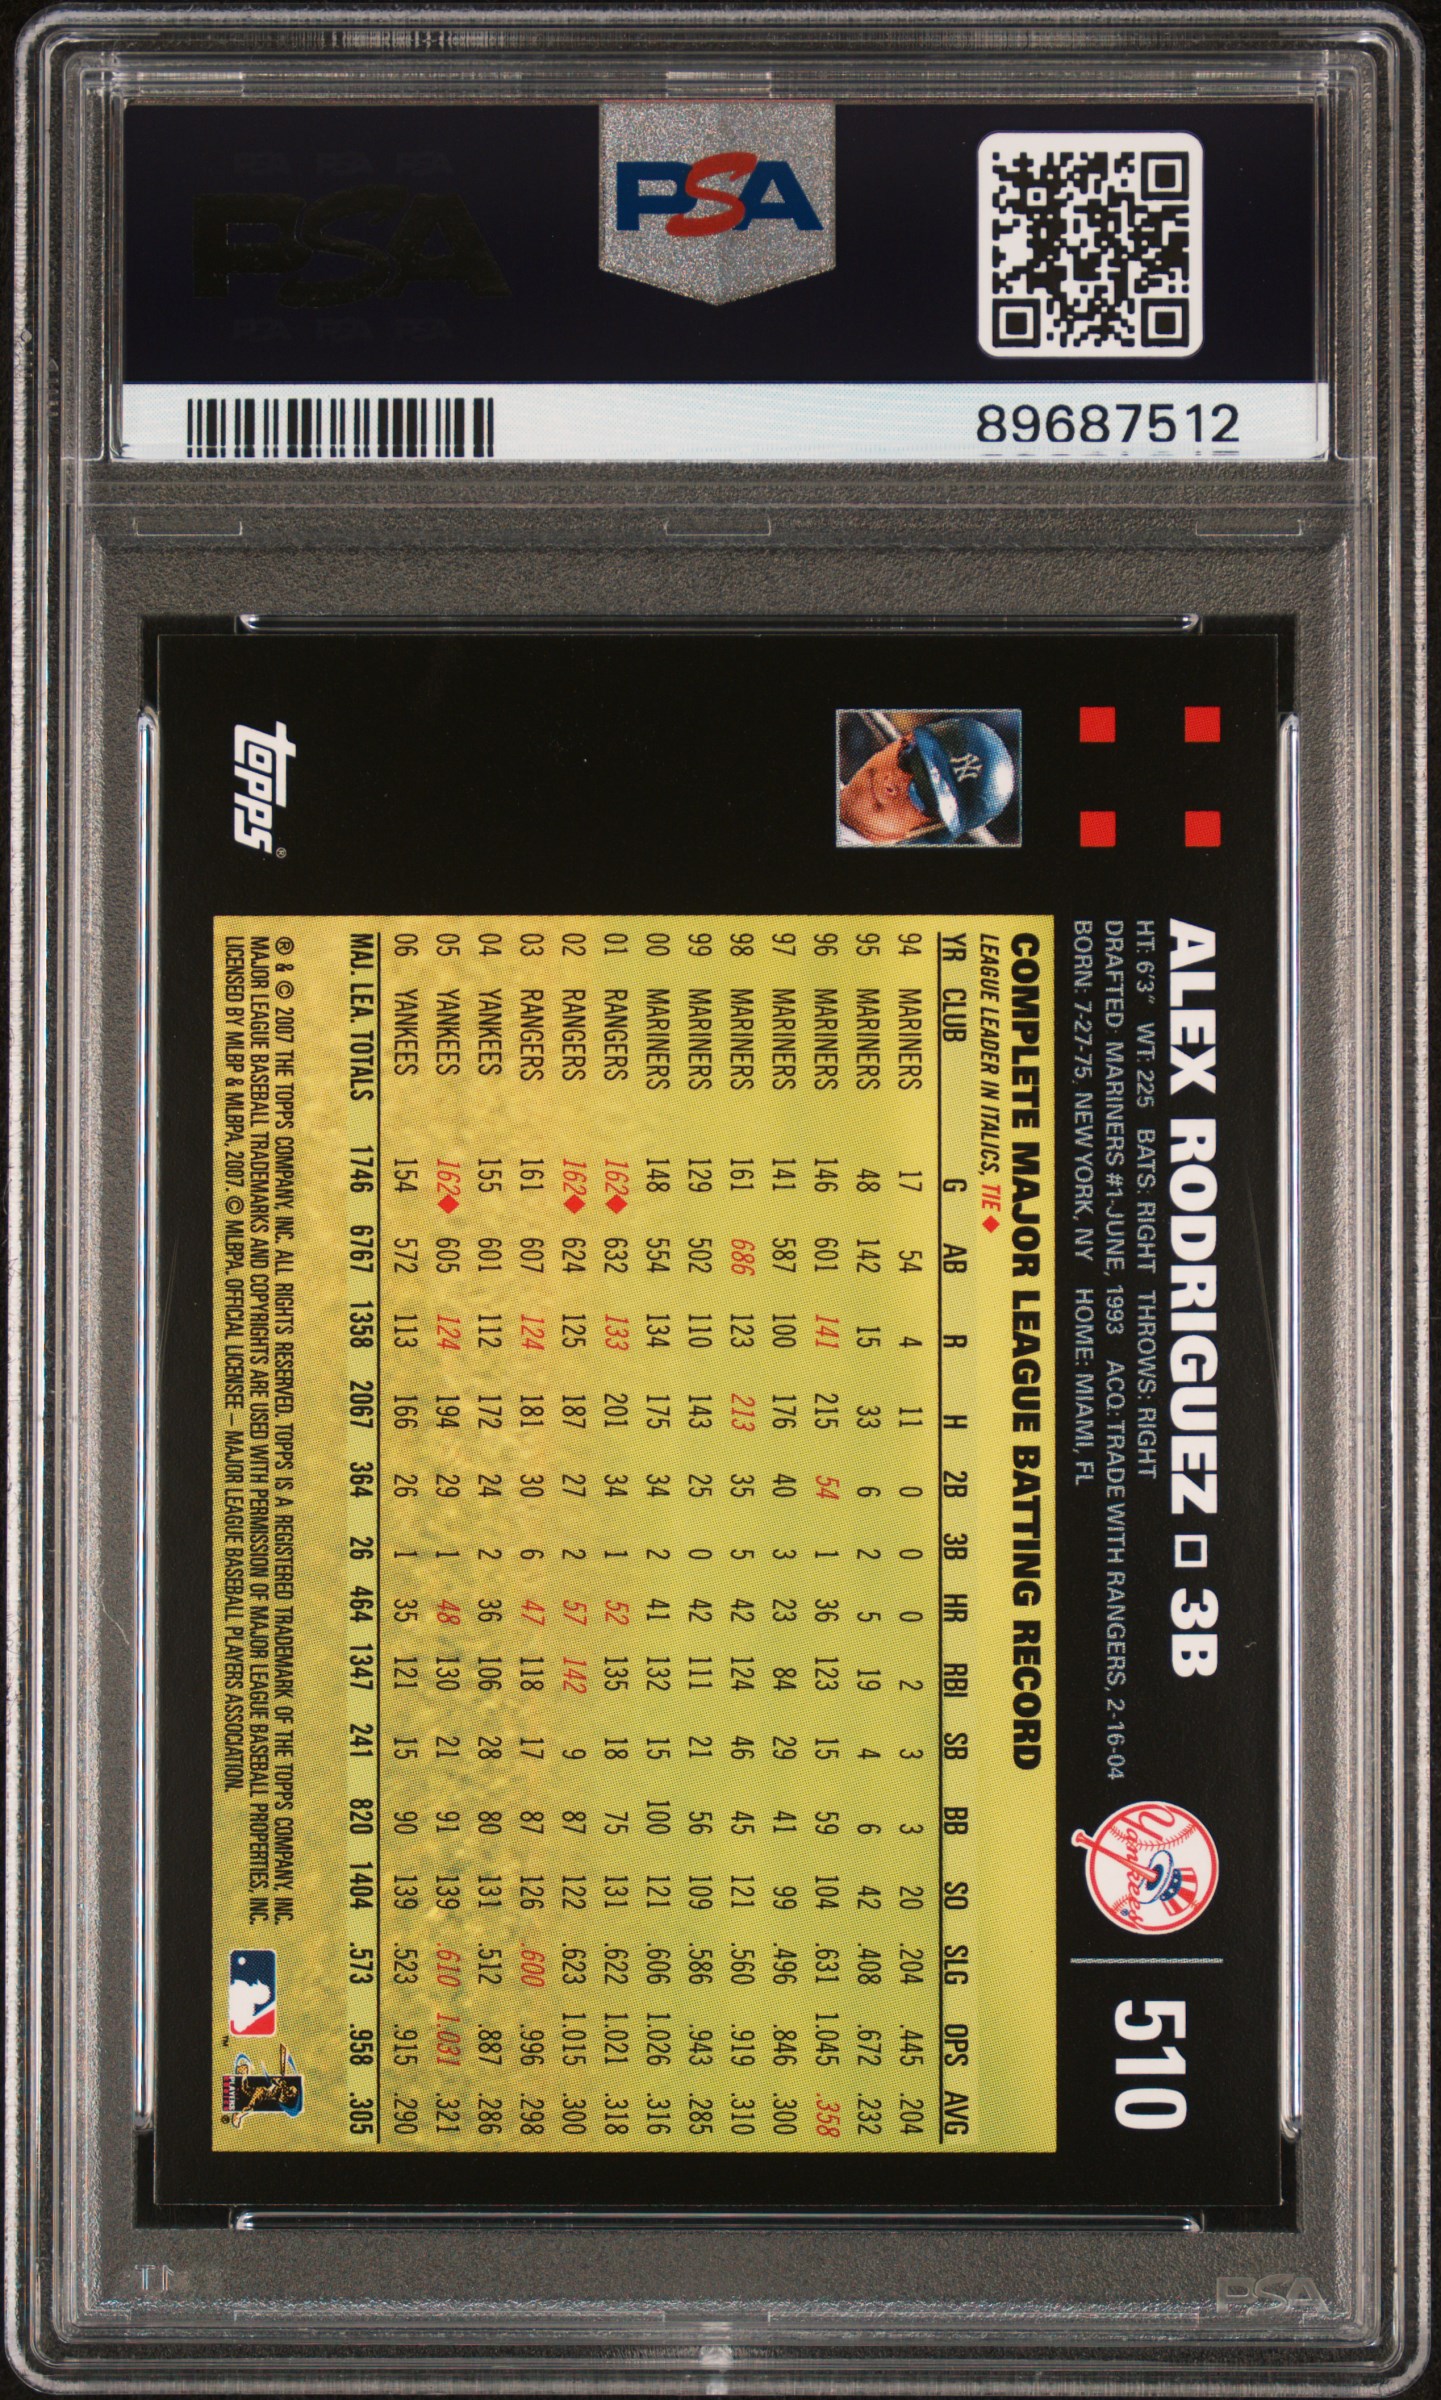 PSA
PSA
89687512
ALEX RODRIGUEZ □ 3B
510
HT: 6'3" WT: 225 BATS: RIGHT THROWS: RIGHT
DRAFTED: MARINERS #1-JUNE, 1993 ACQ: TRADE WITH RANGERS, 2-16-04
BORN: 7-27-75, NEW YORK, NY HOME: MIAMI, FL
Yankees
COMPLETE MAJOR LEAGUE BATTING RECORD
LEAGUE LEADER IN ITALICS, TIE ◆
YR CLUB G AB R H 2B 3B HR RBI SB BB SO SLG OPS AVG
94 MARINERS 17 54 4 11 0 0 0 2 3 3 20 .204 .445 .204
95 MARINERS 48 142 15 33 6 2 5 19 4 6 42 .408 .672 .232
96 MARINERS 146 601 141 215 54 1 36 123 15 59 104 .631 1.045 .358
97 MARINERS 141 587 100 176 40 3 23 84 29 41 99 .496 .846 .300
98 MARINERS 161 686 123 213 35 5 42 124 46 45 121 .560 .919 .310
99 MARINERS 129 502 110 143 25 0 42 111 21 56 109 .586 .943 .285
00 MARINERS 148 554 134 175 34 2 41 132 15 100 121 .606 1.026 .316
01 RANGERS 162◆ 632 133 201 34 1 52 135 18 75 131 .622 1.021 .318
02 RANGERS 162◆ 624 125 187 27 2 57 142 9 87 122 .623 1.015 .300
03 RANGERS 161 607 124 181 30 6 47 118 17 87 126 .600 .996 .298
04 YANKEES 155 601 112 172 24 2 36 106 28 80 131 .512 .887 .286
05 YANKEES 162◆ 605 124 194 29 1 48 130 21 91 139 .610 1.031 .321
06 YANKEES 154 572 113 166 26 1 35 121 15 90 139 .523 .915 .290
MAJ. LEA. TOTALS 1746 6767 1358 2067 364 26 464 1347 241 820 1404 .573 .958 .305
® & © 2007 THE TOPPS COMPANY, INC. ALL RIGHTS RESERVED. TOPPS IS A REGISTERED TRADEMARK OF THE TOPPS COMPANY, INC.
MAJOR LEAGUE BASEBALL TRADEMARKS AND COPYRIGHTS ARE USED WITH PERMISSION OF MAJOR LEAGUE BASEBALL PROPERTIES, INC.
LICENSED BY MLBP & MLBPA, 2007. © MLBPA. OFFICIAL LICENSEE – MAJOR LEAGUE BASEBALL PLAYERS ASSOCIATION.
topps®
PSA